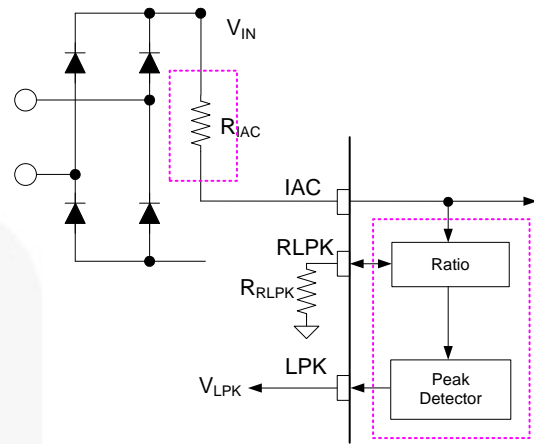 VIN
RIAC
IAC
RLPK
Ratio
RRLPK
LPK
VLPK
Peak
Detector